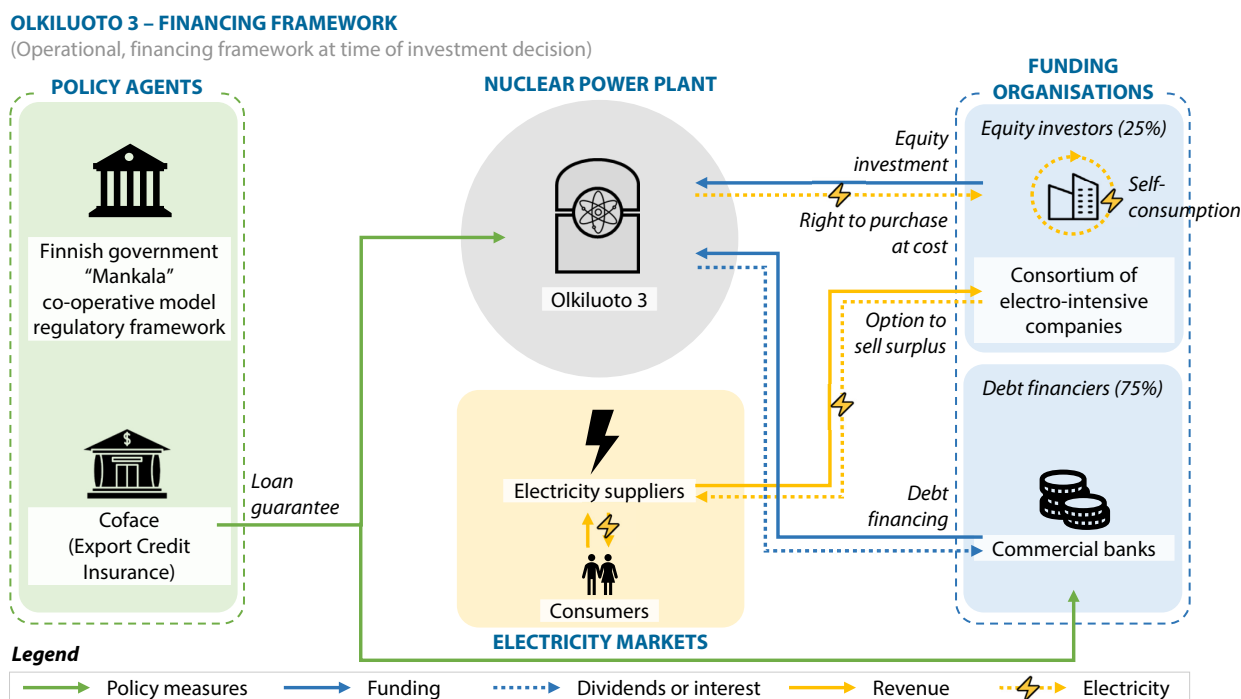 OLKILUOTO 3 – FINANCING FRAMEWORK
(Operational, financing framework at time of investment decision)
POLICY AGENTS
Finnish government
“Mankala”
co-operative model
regulatory framework
$
Coface
(Export Credit
Insurance)
Loan
guarantee
NUCLEAR POWER PLANT
Olkiluoto 3
Electricity suppliers
Consumers
ELECTRICITY MARKETS
Equity
investment
Right to purchase
at cost
Option to
sell surplus
Debt
financing
FUNDING
ORGANISATIONS
Equity investors (25%)
Self-
consumption
Consortium of
electro-intensive
companies
Debt financiers (75%)
Commercial banks
Legend
Policy measures
Funding
Dividends or interest
Revenue
Electricity